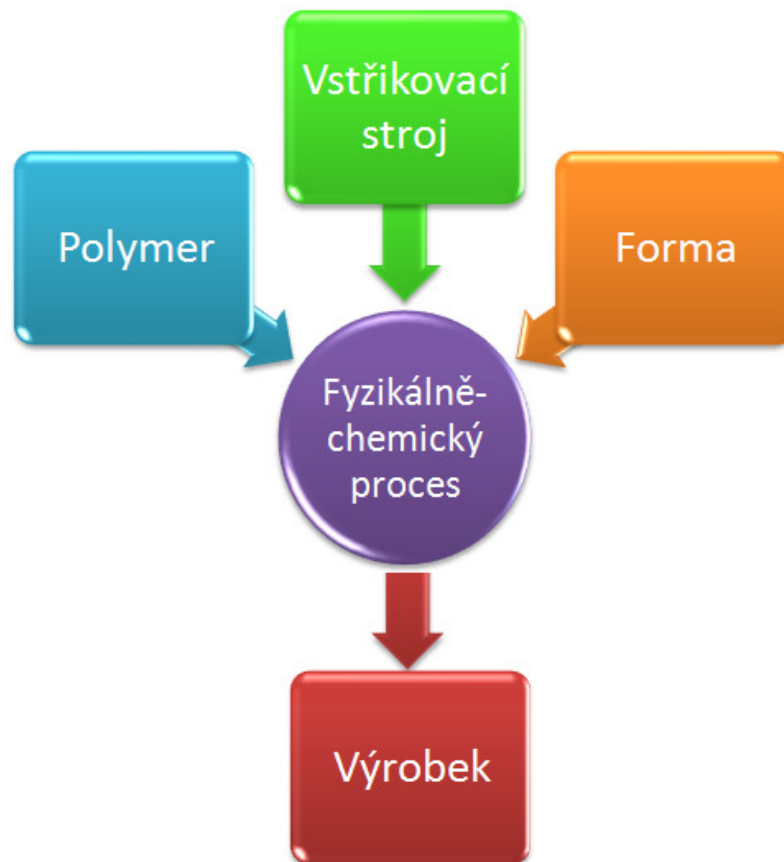 Vstřikovací
stroj
Polymer
Forma
Fyzikálně-
chemický
proces
Výrobek